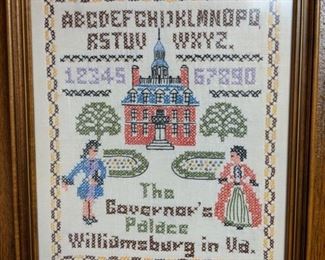 ABCDEFGHIJKLMNOPQ
RSTUV WXYZ.
12345 67890
The
Governor's
Palace
Williamsburg in Va.